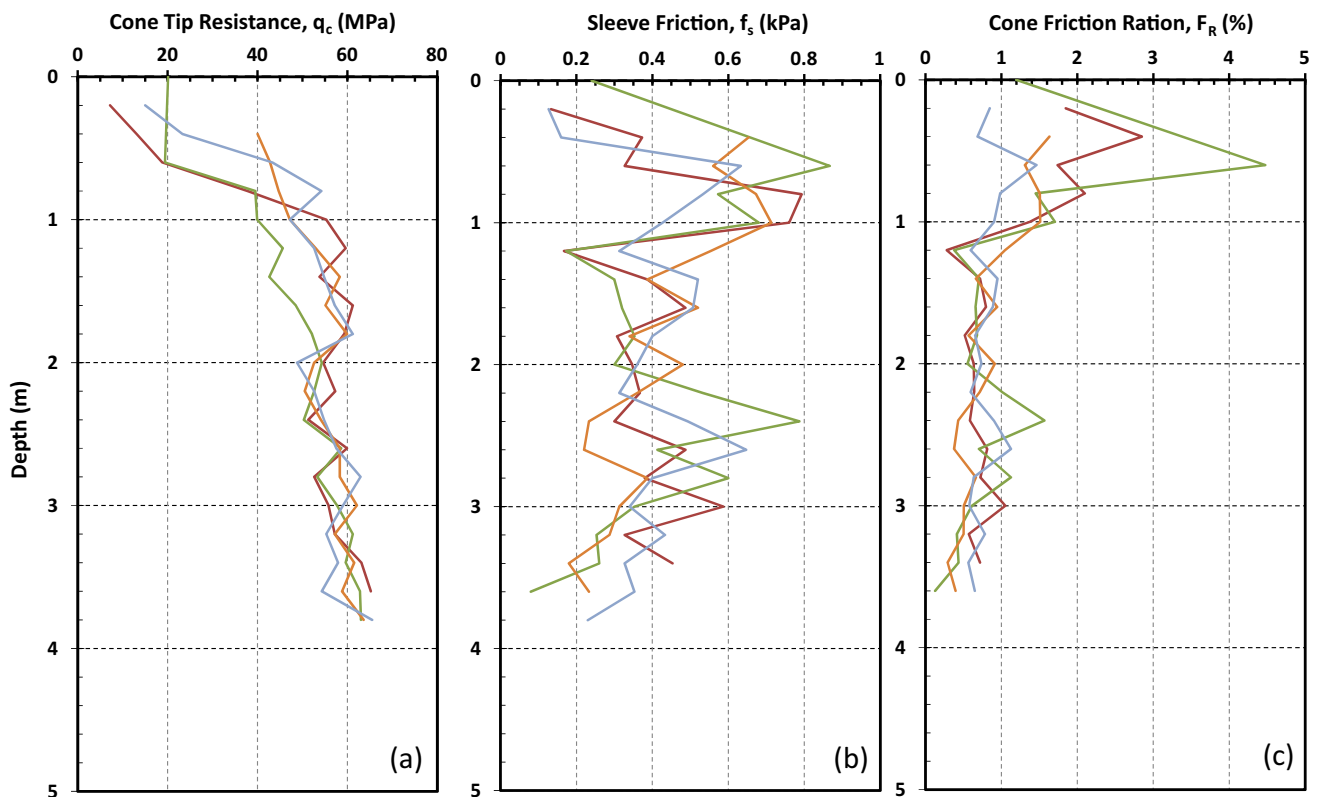 Cone Tip Resistance, qc (MPa)
0 20 40 60 80
0
1
2
3
4
5
Depth (m)
(a)
Sleeve Friction, fs (kPa)
0 0.2 0.4 0.6 0.8 1
0
1
2
3
4
5
(b)
Cone Friction Ration, FR (%)
0 1 2 3 4 5
0
1
2
3
4
5
(c)